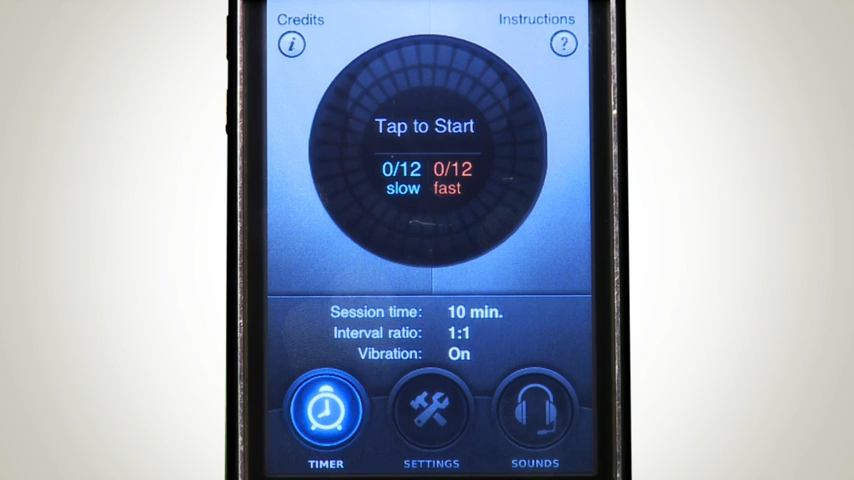 Credits
Instructions
i
?
Tap to Start
0/12 0/12
slow fast
Session time: 10 min.
Interval ratio: 1:1
Vibration: On
TIMER SETTINGS SOUNDS